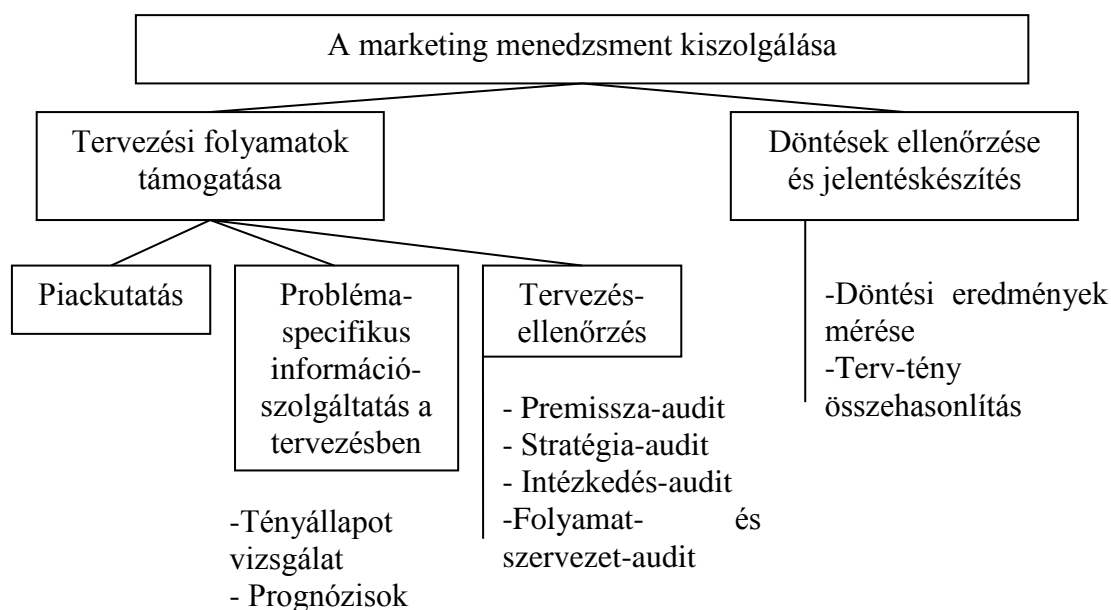 A marketing menedzsment kiszolgálása
Tervezési folyamatok
támogatása
Döntések ellenőrzése
és jelentéskészítés
Piackutatás
Probléma-
specifikus
információ-
szolgáltatás a
tervezésben
-Tényállapot
vizsgálat
- Prognózisok
Tervezés-
ellenőrzés
- Premissza-audit
- Stratégia-audit
- Intézkedés-audit
-Folyamat- és
szervezet-audit
-Döntési eredmények
mérése
-Terv-tény
összehasonlítás